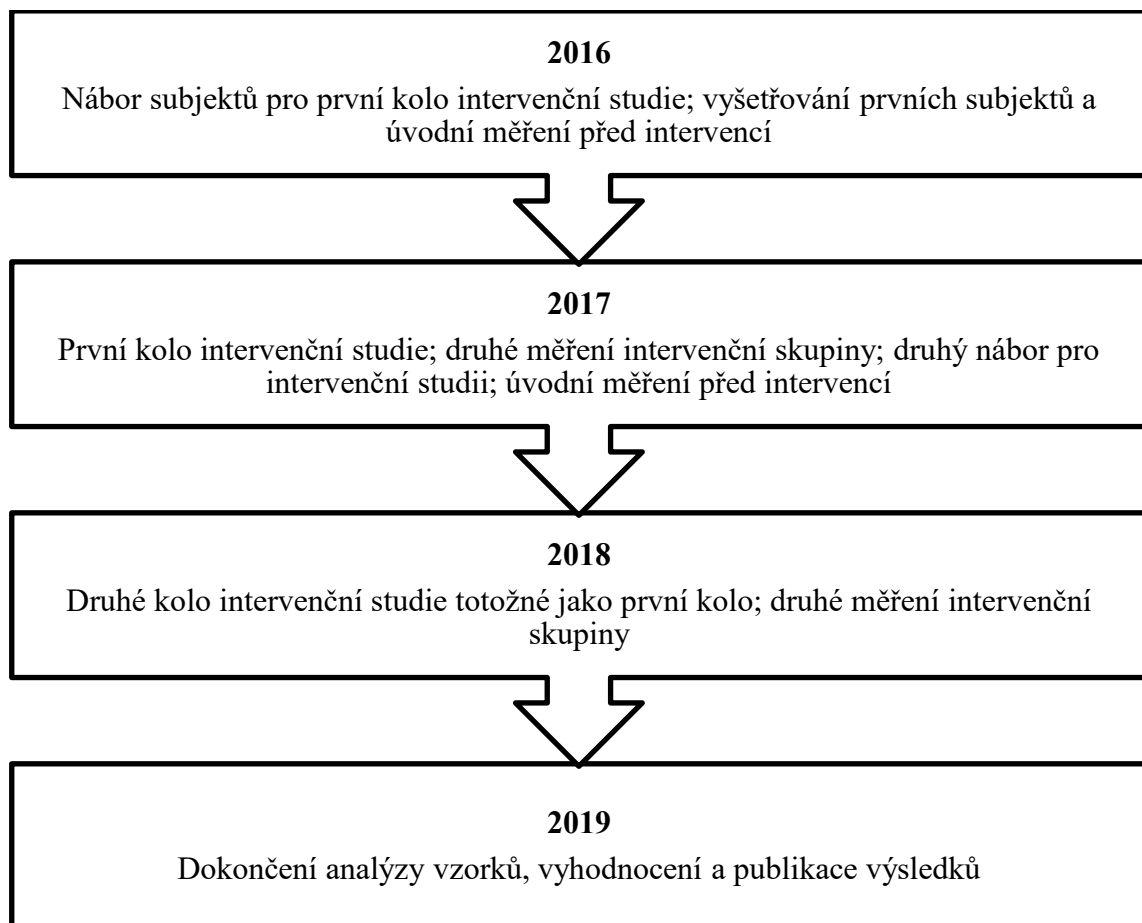 2016
Nábor subjektů pro první kolo intervenční studie; vyšetřování prvních subjektů a
úvodní měření před intervencí
2017
První kolo intervenční studie; druhé měření intervenční skupiny; druhý nábor pro
intervenční studii; úvodní měření před intervencí
2018
Druhé kolo intervenční studie totožné jako první kolo; druhé měření intervenční
skupiny
2019
Dokončení analýzy vzorků, vyhodnocení a publikace výsledků